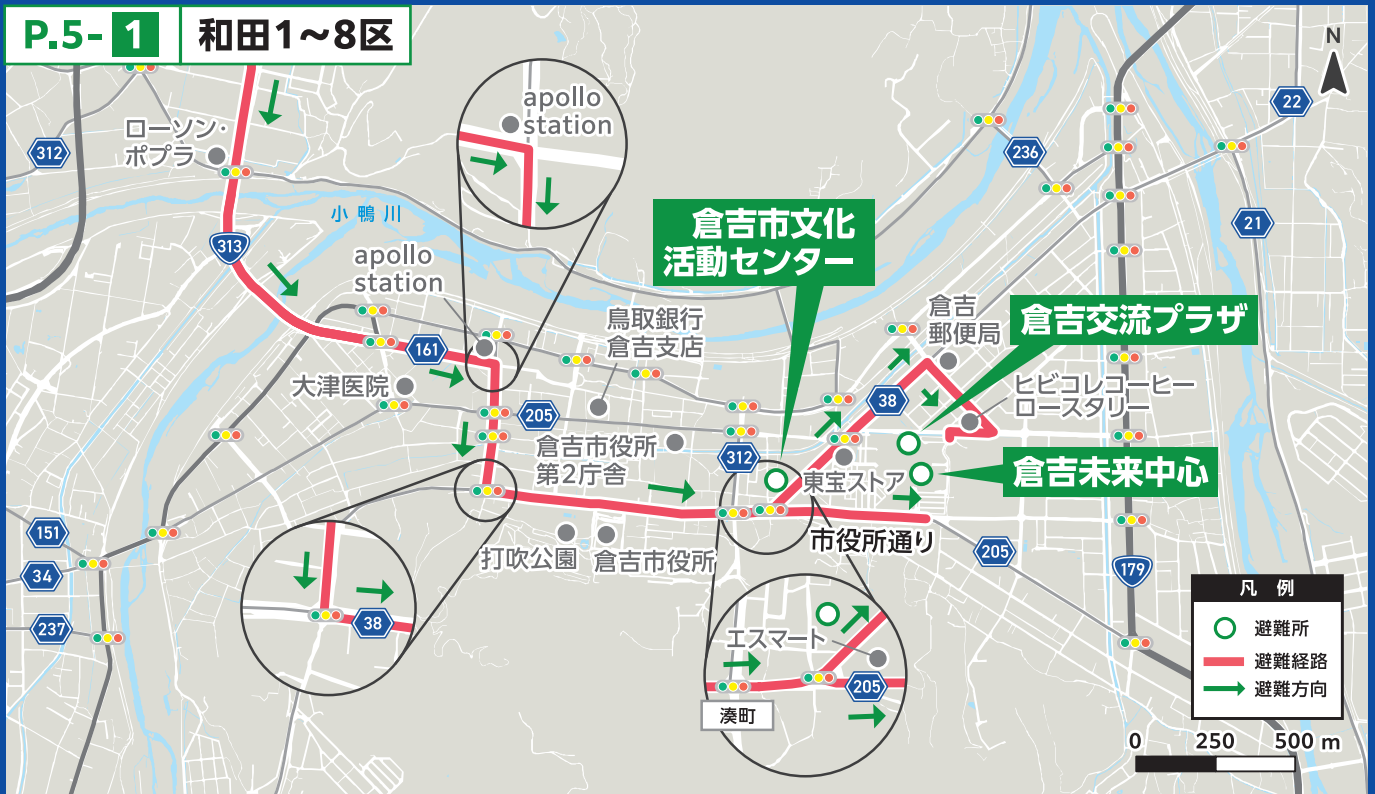 P.5-1 和田1～8区
N
22
312
ローソン・
ポプラ
apollo
station
236
小鴨川
21
313
倉吉市文化
活動センター
apollo
station
倉吉
郵便局
倉吉交流プラザ
鳥取銀行
倉吉支店
161
大津医院
38
ヒビコレコーヒー
ロースタリー
205
倉吉市役所
第2庁舎
312
東宝ストア
倉吉未来中心
市役所通り
151
打吹公園
倉吉市役所
205
34
179
237
38
エスマート
205
湊町
凡 例
避難所
避難経路
避難方向
0 250 500 m